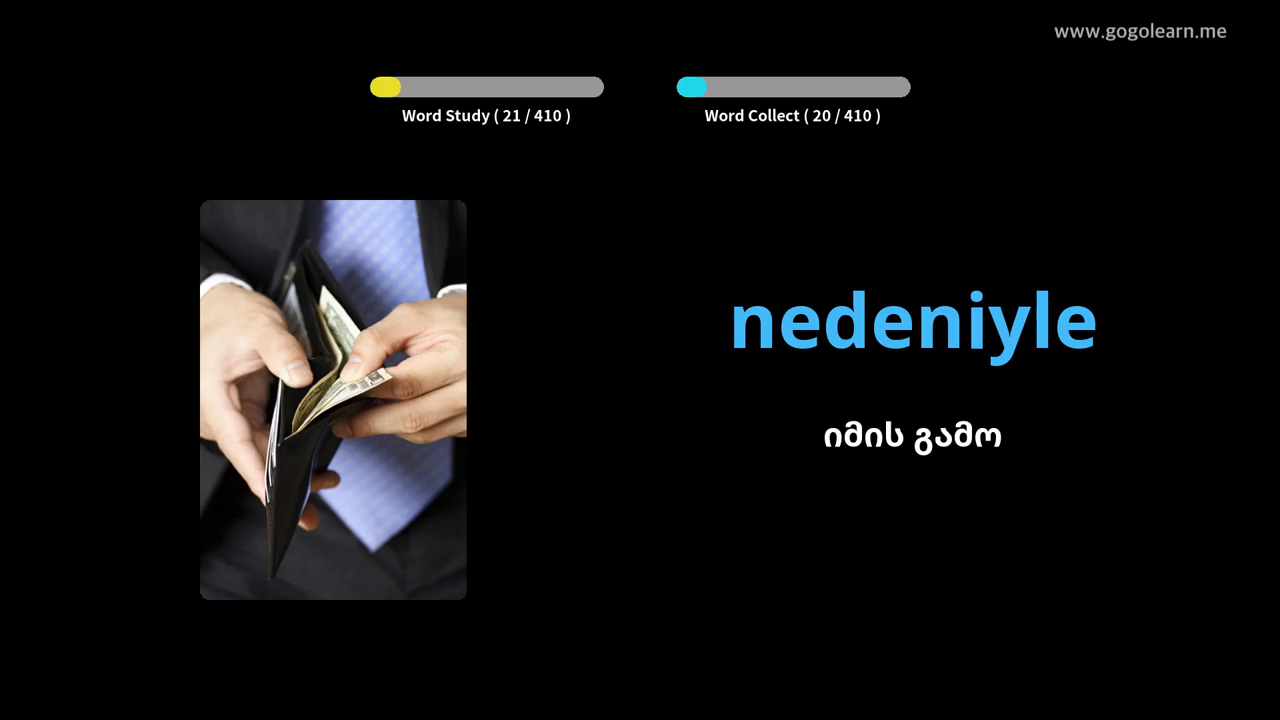 www.gogolearn.me
Word Study ( 21 / 410 )
Word Collect ( 20 / 410 )
nedeniyle
იმის გამო